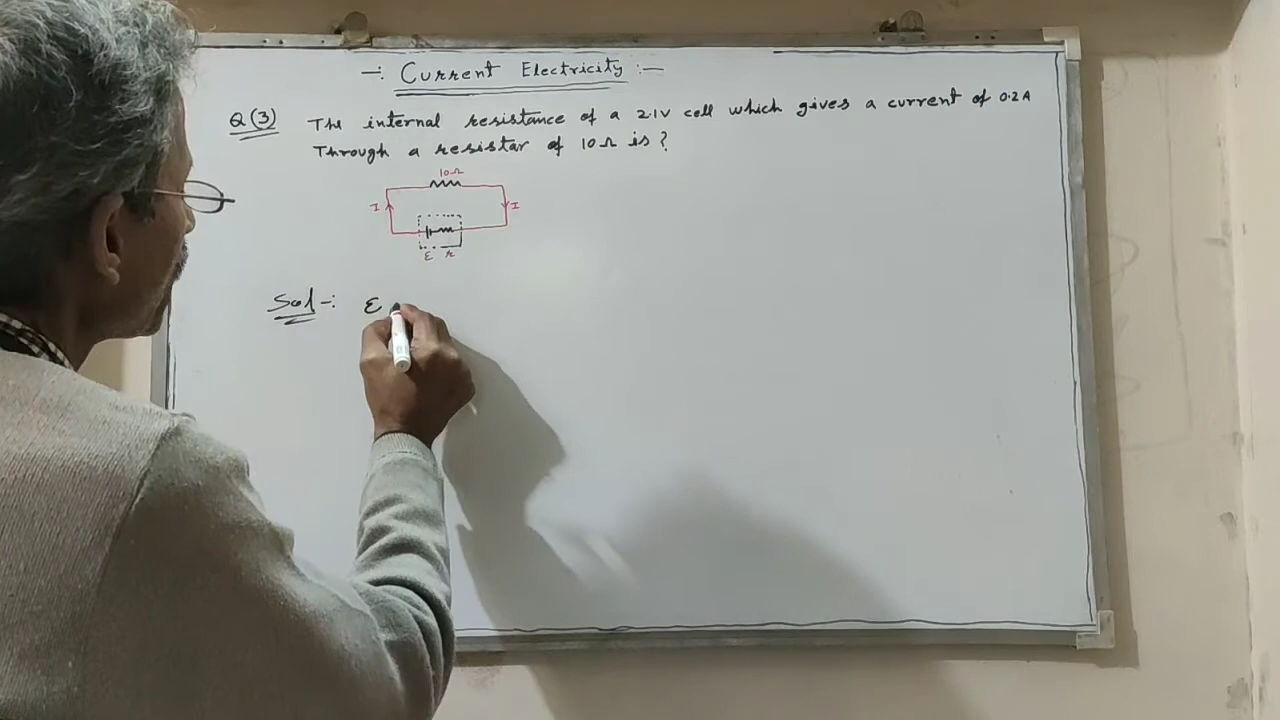 -: Current Electricity :-
Q(3) The internal resistance of a 2.1V cell which gives a current of 0.2A
Through a resistar of 10Ω is ?
10Ω
I I
ε r
Sol -: ε